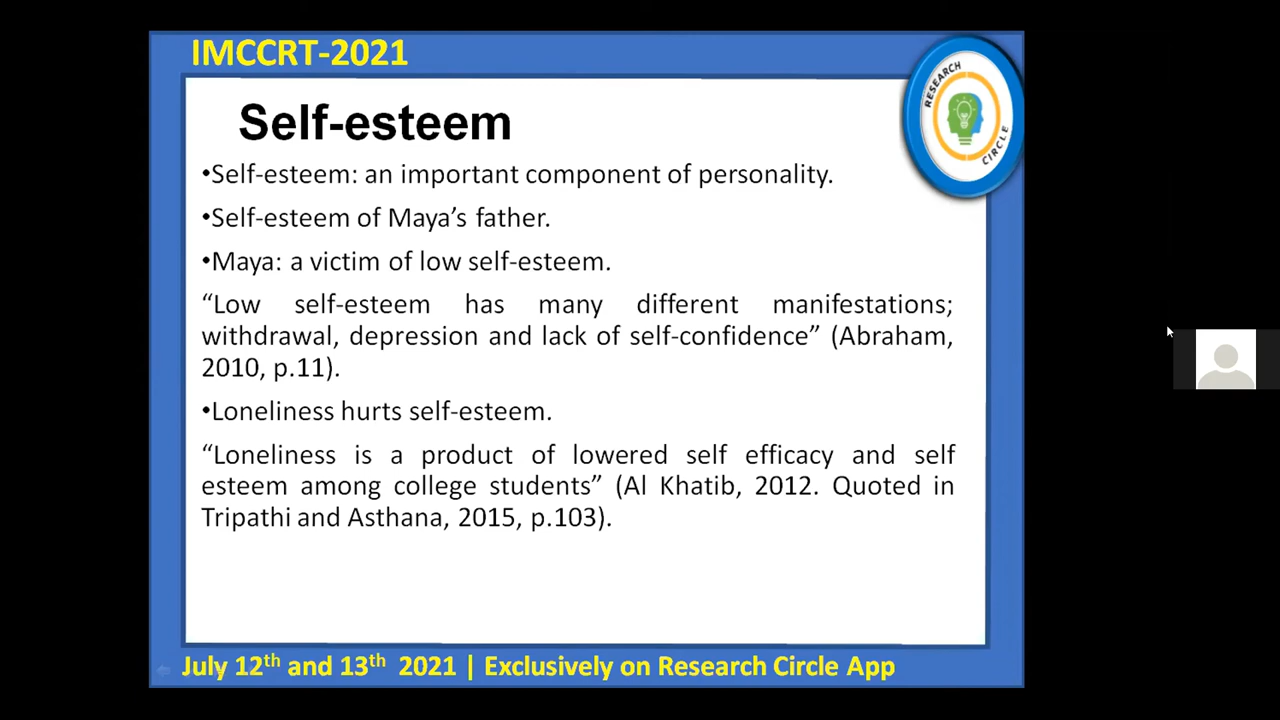 IMCCRT-2021
RESEARCH
CIRCLE
Self-esteem
•Self-esteem: an important component of personality.
•Self-esteem of Maya’s father.
•Maya: a victim of low self-esteem.
“Low self-esteem has many different manifestations;
withdrawal, depression and lack of self-confidence” (Abraham,
2010, p.11).
•Loneliness hurts self-esteem.
“Loneliness is a product of lowered self efficacy and self
esteem among college students” (Al Khatib, 2012. Quoted in
Tripathi and Asthana, 2015, p.103).
July 12th and 13th 2021 | Exclusively on Research Circle App